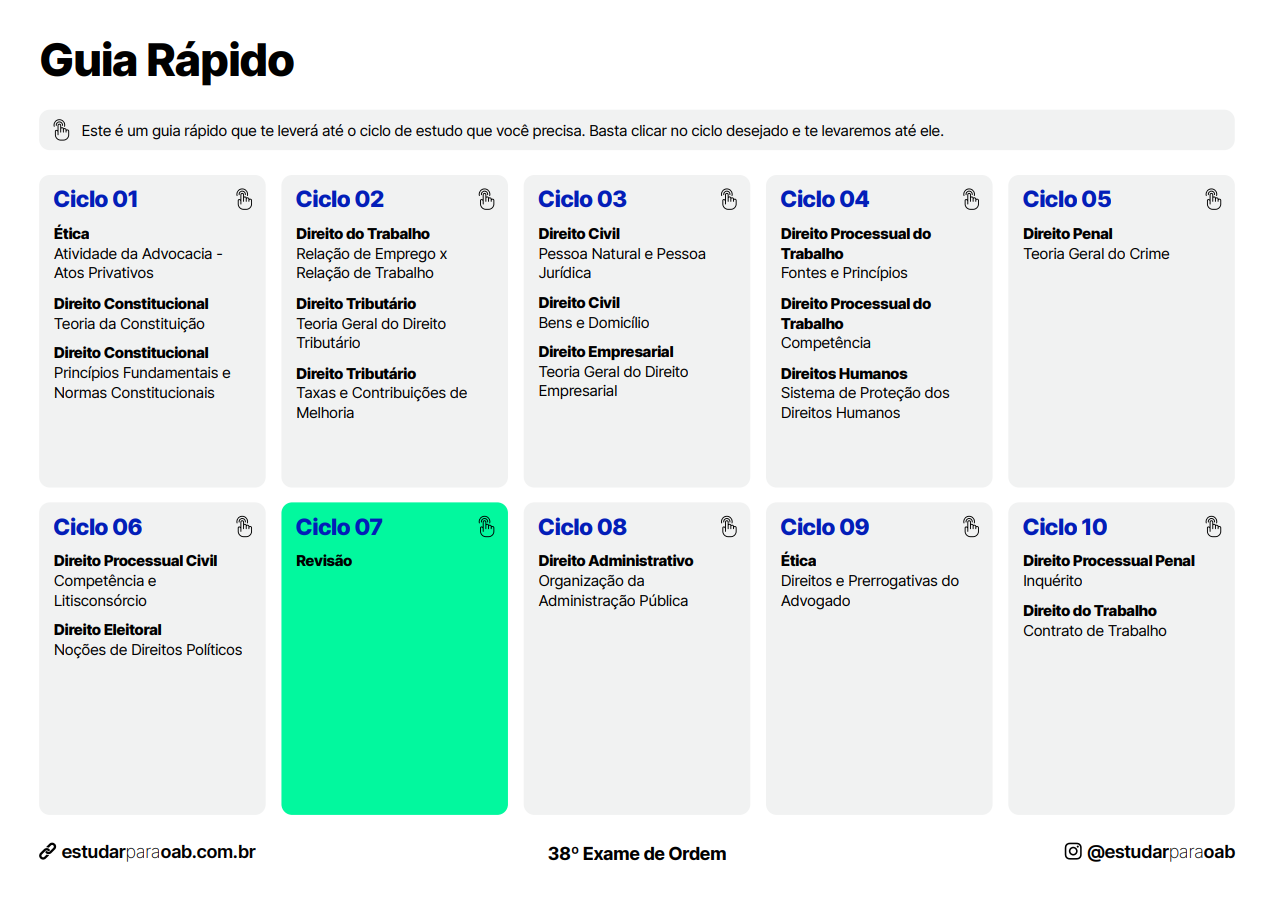 Guia Rápido
Este é um guia rápido que te leverá até o ciclo de estudo que você precisa. Basta clicar no ciclo desejado e te levaremos até ele.
Ciclo 01
Ética
Atividade da Advocacia -
Atos Privativos
Direito Constitucional
Teoria da Constituição
Direito Constitucional
Princípios Fundamentais e
Normas Constitucionais
Ciclo 02
Direito do Trabalho
Relação de Emprego x
Relação de Trabalho
Direito Tributário
Teoria Geral do Direito
Tributário
Direito Tributário
Taxas e Contribuições de
Melhoria
Ciclo 03
Direito Civil
Pessoa Natural e Pessoa
Jurídica
Direito Civil
Bens e Domicílio
Direito Empresarial
Teoria Geral do Direito
Empresarial
Ciclo 04
Direito Processual do
Trabalho
Fontes e Princípios
Direito Processual do
Trabalho
Competência
Direitos Humanos
Sistema de Proteção dos
Direitos Humanos
Ciclo 05
Direito Penal
Teoria Geral do Crime
Ciclo 06
Direito Processual Civil
Competência e
Litisconsórcio
Direito Eleitoral
Noções de Direitos Políticos
Ciclo 07
Revisão
Ciclo 08
Direito Administrativo
Organização da
Administração Pública
Ciclo 09
Ética
Direitos e Prerrogativas do
Advogado
Ciclo 10
Direito Processual Penal
Inquérito
Direito do Trabalho
Contrato de Trabalho
estudarparaoab.com.br
38º Exame de Ordem
@estudarparaoab